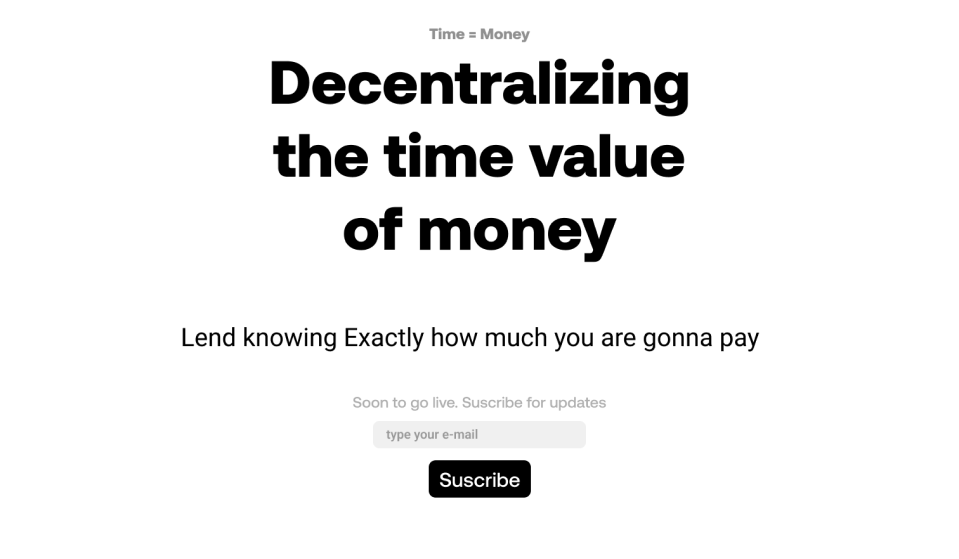 Time = Money
Decentralizing
the time value
of money
Lend knowing Exactly how much you are gonna pay
Soon to go live. Suscribe for updates
type your e-mail
Suscribe